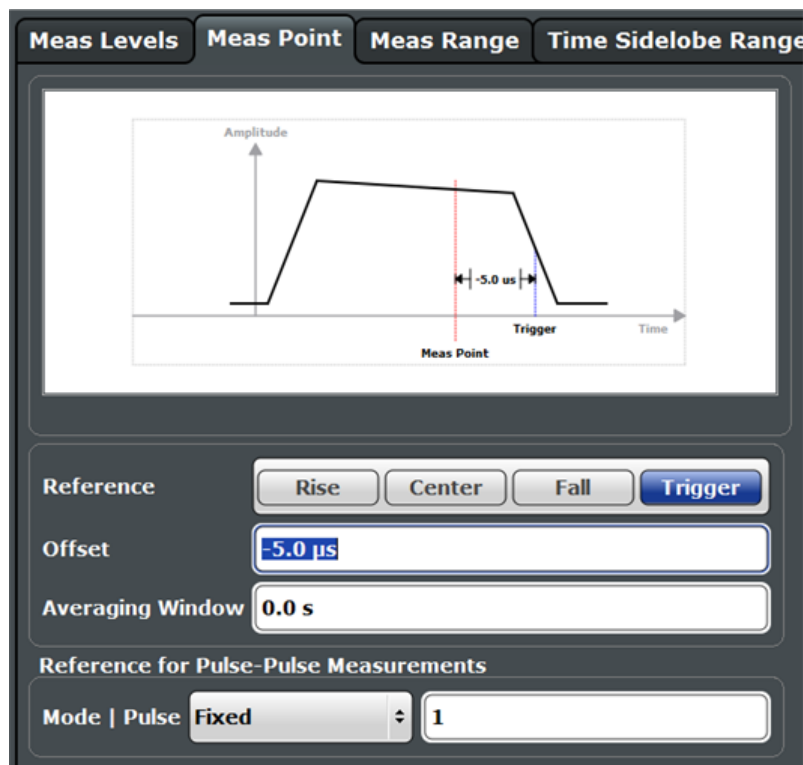 Meas Levels Meas Point Meas Range Time Sidelobe Range
Amplitude
-5.0 us
Trigger Time
Meas Point
Reference Rise Center Fall Trigger
Offset -5.0 µs
Averaging Window 0.0 s
Reference for Pulse-Pulse Measurements
Mode | Pulse Fixed 1